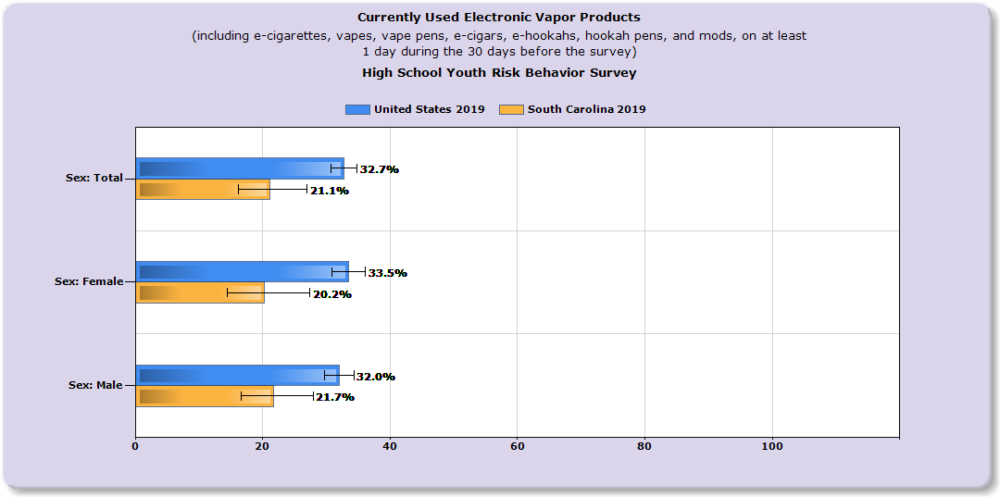 Currently Used Electronic Vapor Products
(including e-cigarettes, vapes, vape pens, e-cigars, e-hookahs, hookah pens, and mods, on at least
1 day during the 30 days before the survey)
High School Youth Risk Behavior Survey
United States 2019 South Carolina 2019
Sex: Total
32.7%
21.1%
Sex: Female
33.5%
20.2%
Sex: Male
32.0%
21.7%
0 20 40 60 80 100